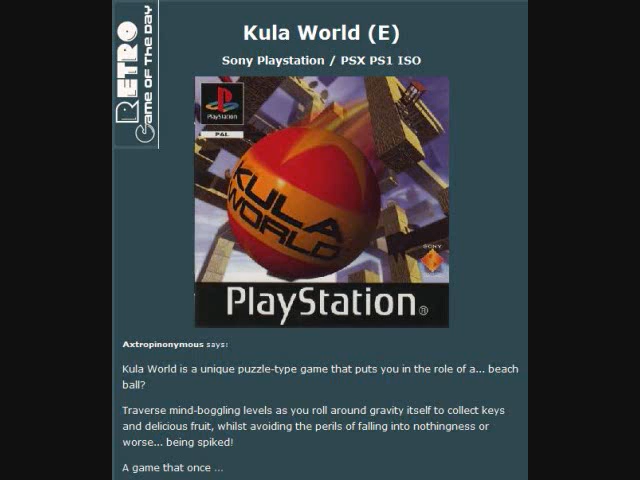 RETRO
Game OF THE DAY
Kula World (E)
Sony Playstation / PSX PS1 ISO
PlayStation
PAL
KULA
WORLD
SONY
PlayStation®
Axtropinonymous says:
Kula World is a unique puzzle-type game that puts you in the role of a... beach
ball?
Traverse mind-boggling levels as you roll around gravity itself to collect keys
and delicious fruit, whilst avoiding the perils of falling into nothingness or
worse... being spiked!
A game that once ...